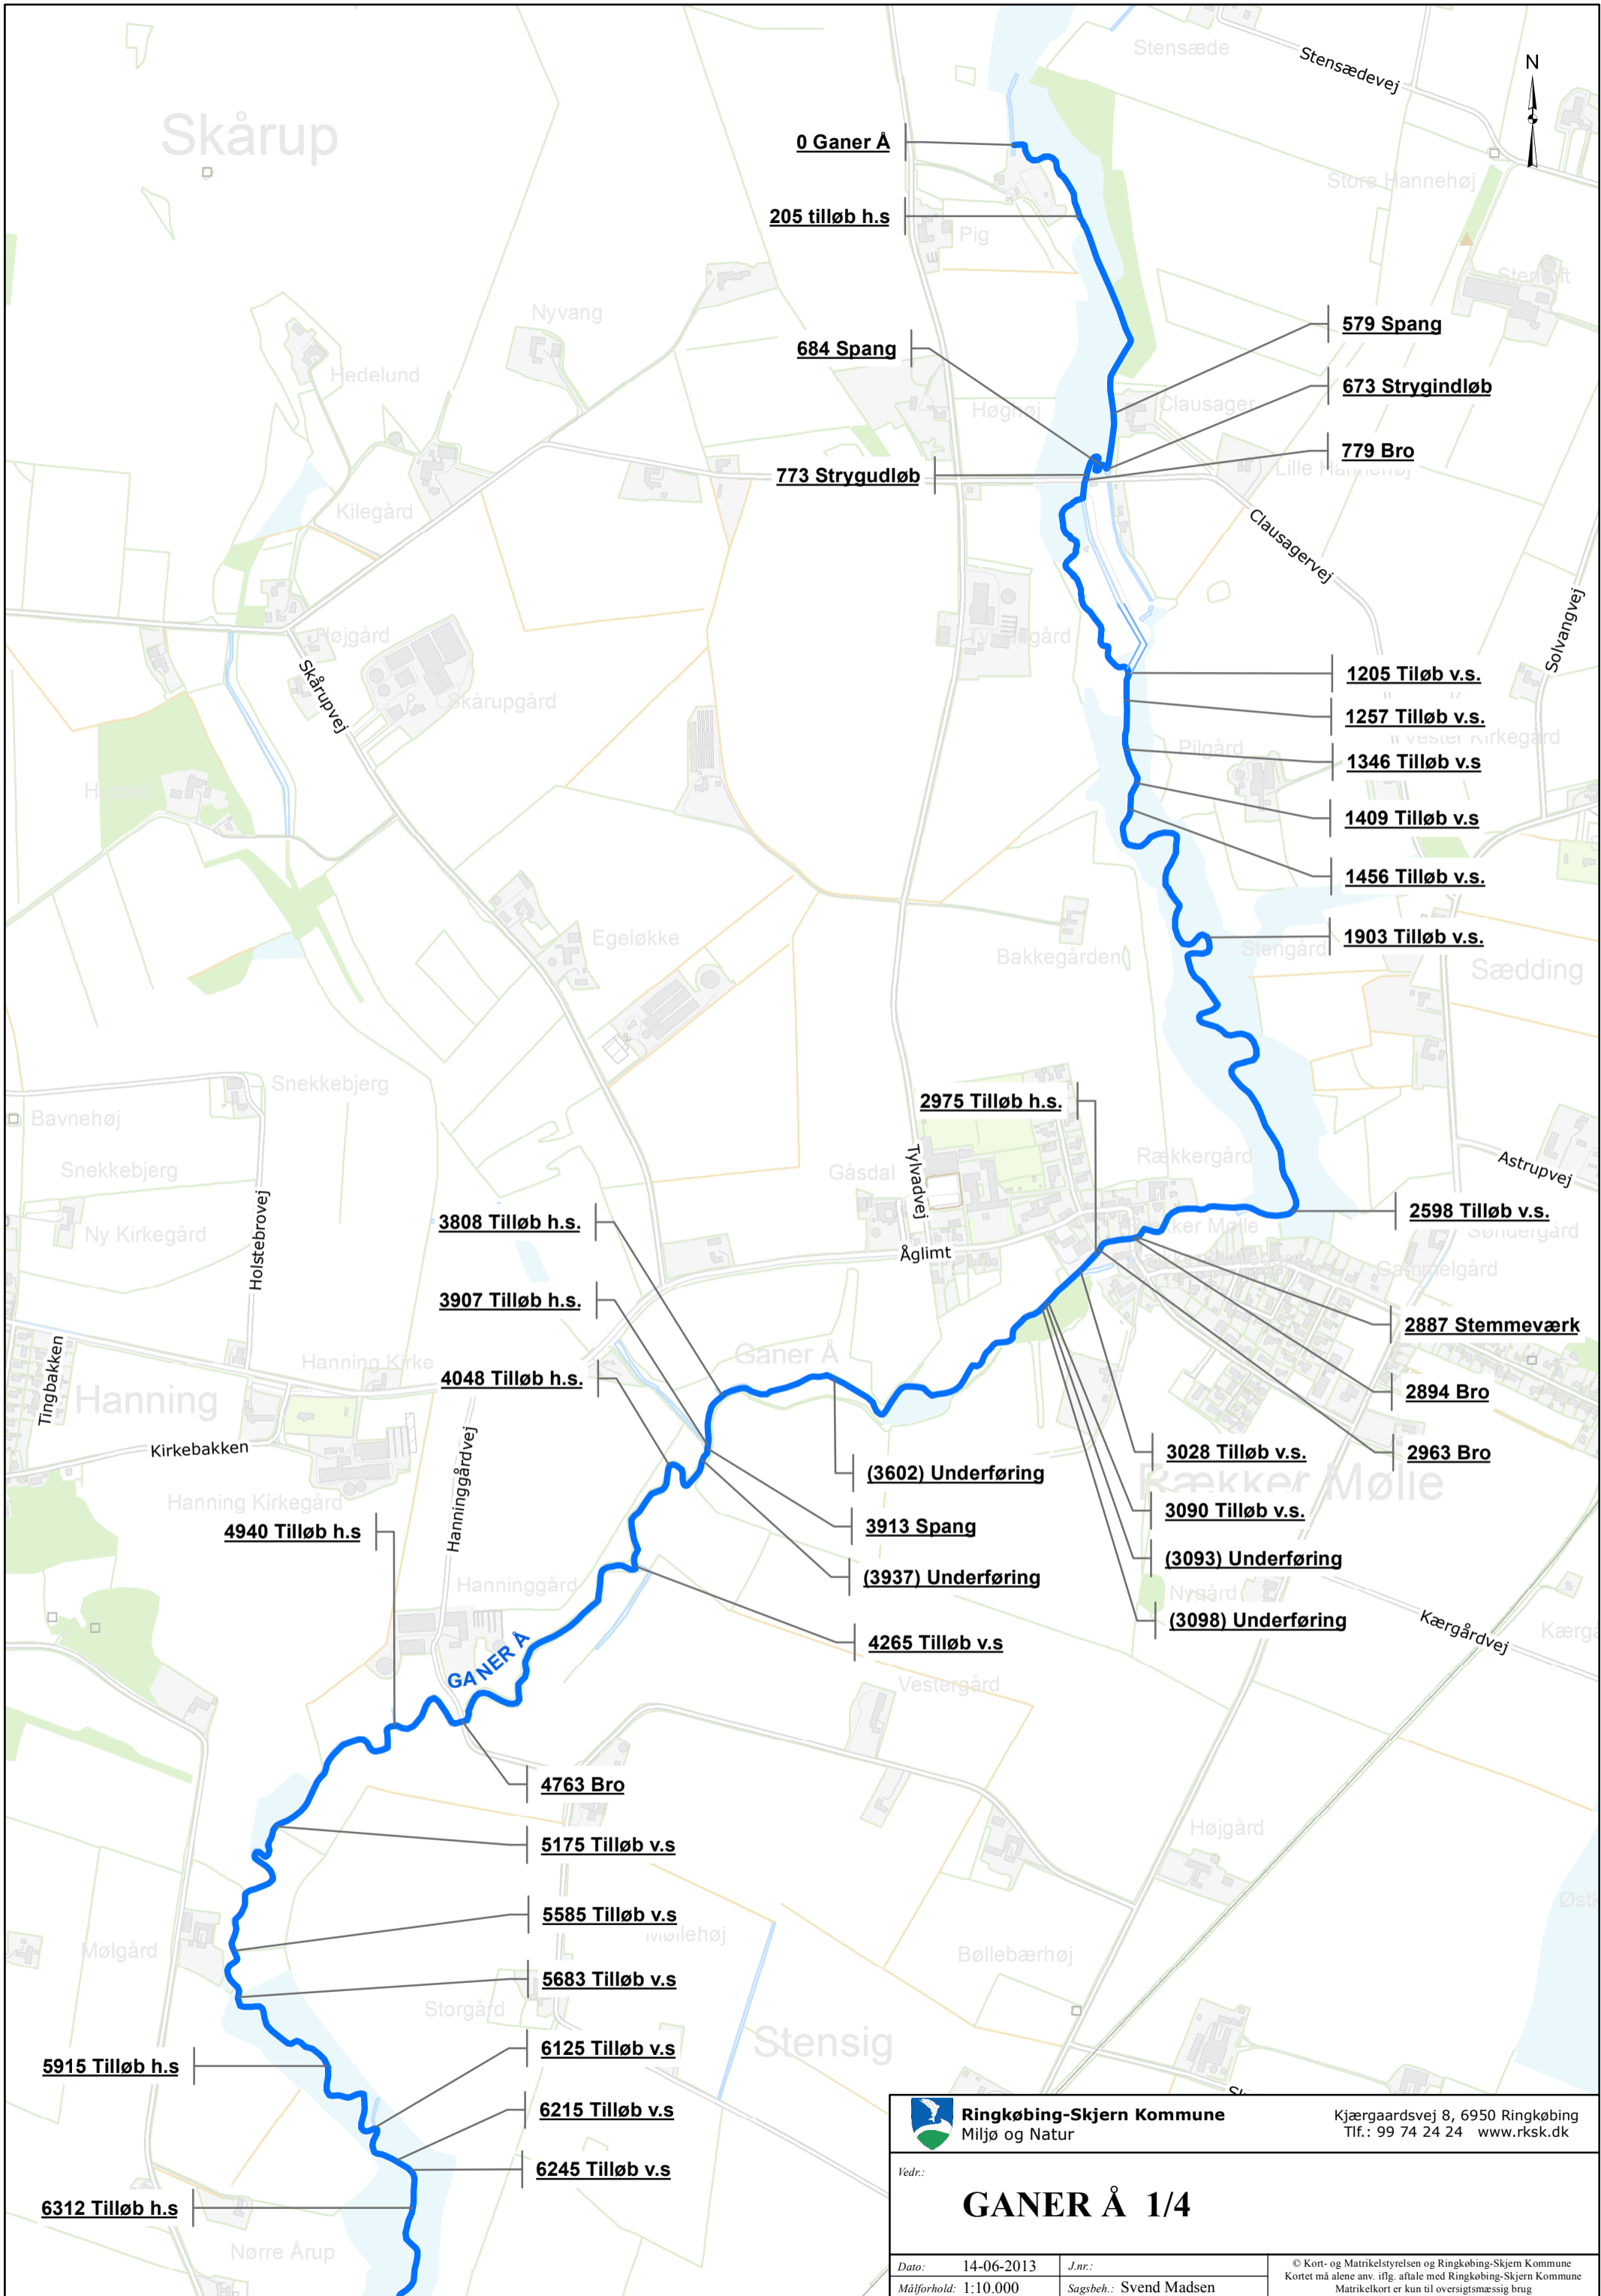 Stensæde
Stensædevej
N
Skårup
0 Ganer Å
Store Hannehøj
205 tilløb h.s
Pig
Nyvang
579 Spang
684 Spang
Hedelund
673 Strygindløb
Høghøj
Clausager
779 Bro
773 Strygudløb
Kilegård
Clausagervej
Solvangvej
Skårupvej
Skårupgård
1205 Tiløb v.s.
1257 Tilløb v.s.
Pilgård
Vester Kirkegård
1346 Tilløb v.s
1409 Tilløb v.s
1456 Tilløb v.s.
Egeløkke
1903 Tilløb v.s.
Stengård
Bakkegården
Sædding
Snekkebjerg
Bavnehøj
2975 Tilløb h.s.
Snekkebjerg
Gåsdal
Tylvadvej
Rækkergård
Astrupvej
3808 Tilløb h.s.
2598 Tilløb v.s.
Ny Kirkegård
Holstebrovej
Åglimt
Søndergård
Gammelgård
3907 Tilløb h.s.
2887 Stemmeværk
Tingbakken
Hanning Kirke
Ganer Å
4048 Tilløb h.s.
2894 Bro
Hanning
Kirkebakken
Hanninggårdvej
3028 Tilløb v.s.
2963 Bro
(3602) Underføring
Rækker Mølle
Hanning Kirkegård
3090 Tilløb v.s.
4940 Tilløb h.s
3913 Spang
(3093) Underføring
(3937) Underføring
Hanninggård
Nygård
(3098) Underføring
Kærgårdvej
4265 Tilløb v.s
GANER Å
Vestergård
4763 Bro
5175 Tilløb v.s
Højgård
5585 Tilløb v.s
Møllehøj
Mølgård
Bøllebærhøj
5683 Tilløb v.s
Storgård
Stensig
6125 Tilløb v.s
5915 Tilløb h.s
6215 Tilløb v.s
6245 Tilløb v.s
6312 Tilløb h.s
Nørre Årup
Ringkøbing-Skjern Kommune
Miljø og Natur
Kjærgaardsvej 8, 6950 Ringkøbing
Tlf.: 99 74 24 24 www.rksk.dk
Vedr.:
GANER Å 1/4
Dato: 14-06-2013
J.nr.:
Målforhold: 1:10.000
Sagsbeh.: Svend Madsen
© Kort- og Matrikelstyrelsen og Ringkøbing-Skjern Kommune
Kortet må alene anv. iflg. aftale med Ringkøbing-Skjern Kommune
Matrikelkort er kun til oversigtsmæssig brug